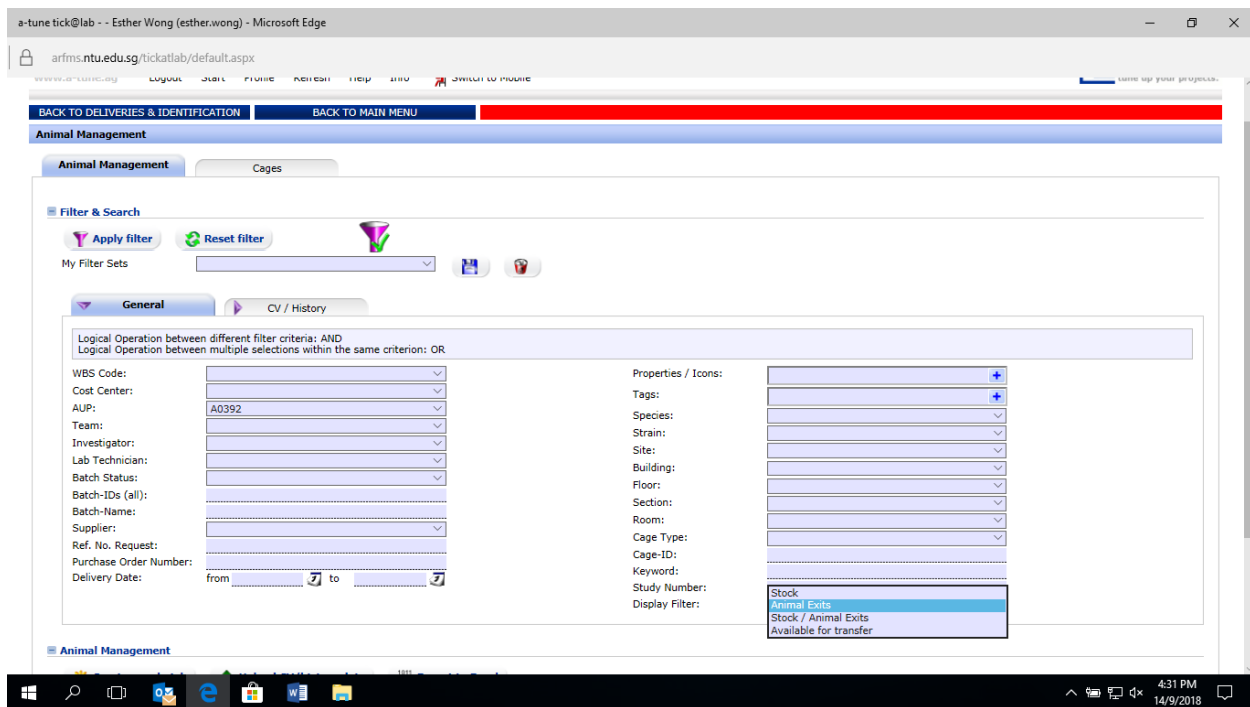 a-tune tick@lab - - Esther Wong (esther.wong) - Microsoft Edge
arfms.ntu.edu.sg/tickatlab/default.aspx
www.a-tune.ag Logout Start Profile Refresh Help Info Switch to Mobile tune up your projects.
BACK TO DELIVERIES & IDENTIFICATION BACK TO MAIN MENU
Animal Management
Animal Management Cages
Filter & Search
Apply filter Reset filter
My Filter Sets
General CV / History
Logical Operation between different filter criteria: AND
Logical Operation between multiple selections within the same criterion: OR
WBS Code:
Cost Center:
AUP: A0392
Team:
Investigator:
Lab Technician:
Batch Status:
Batch-IDs (all):
Batch-Name:
Supplier:
Ref. No. Request:
Purchase Order Number:
Delivery Date: from to
Properties / Icons:
Tags:
Species:
Strain:
Site:
Building:
Floor:
Section:
Room:
Cage Type:
Cage-ID:
Keyword:
Study Number:
Display Filter:
Stock
Animal Exits
Stock / Animal Exits
Available for transfer
Animal Management
4:31 PM
14/9/2018